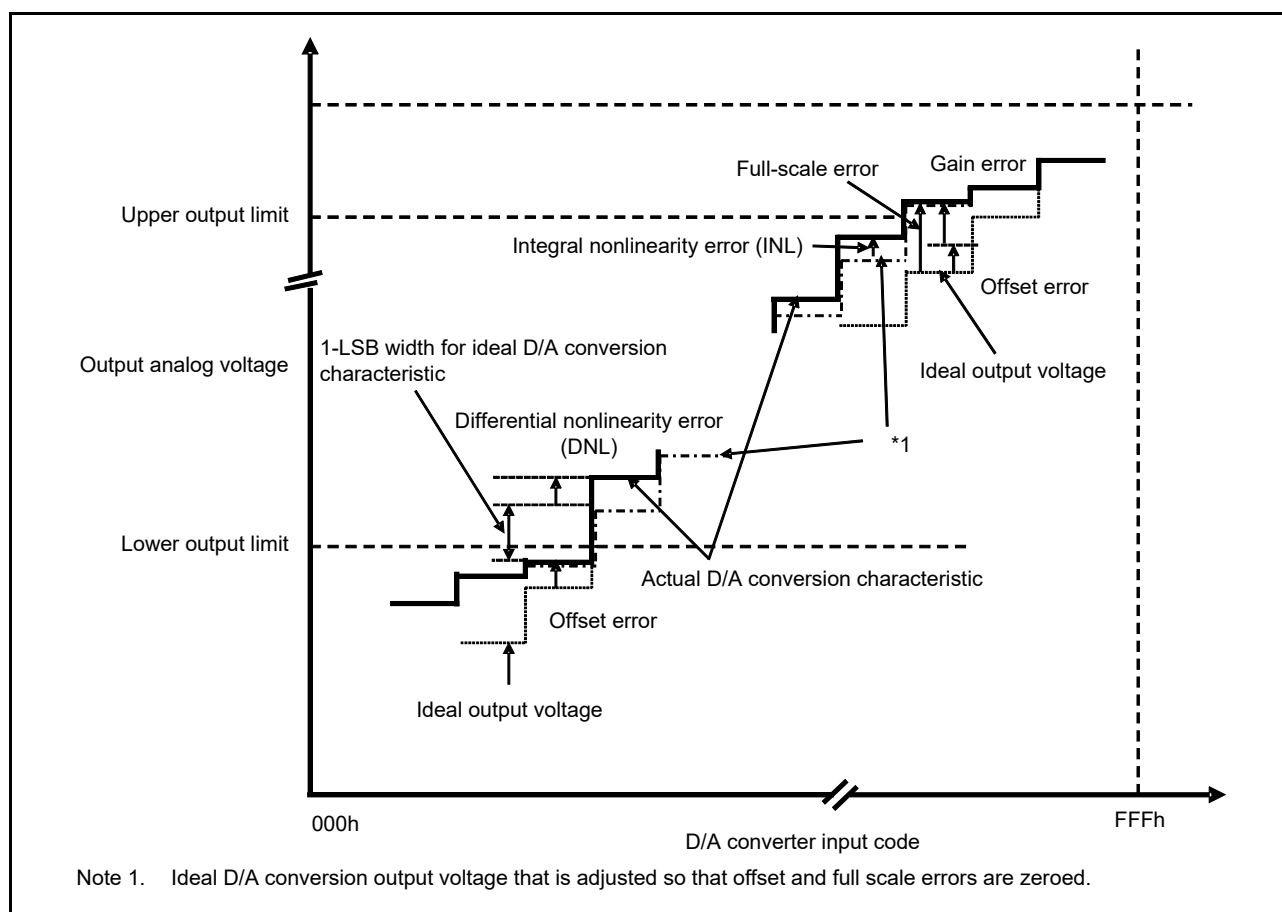 Full-scale error
Gain error
Upper output limit
Integral nonlinearity error (INL)
Offset error
1-LSB width for ideal D/A conversion
characteristic
Output analog voltage
Ideal output voltage
Differential nonlinearity error
(DNL)
*1
Lower output limit
Actual D/A conversion characteristic
Offset error
Ideal output voltage
000h
FFFh
D/A converter input code
Note 1. Ideal D/A conversion output voltage that is adjusted so that offset and full scale errors are zeroed.